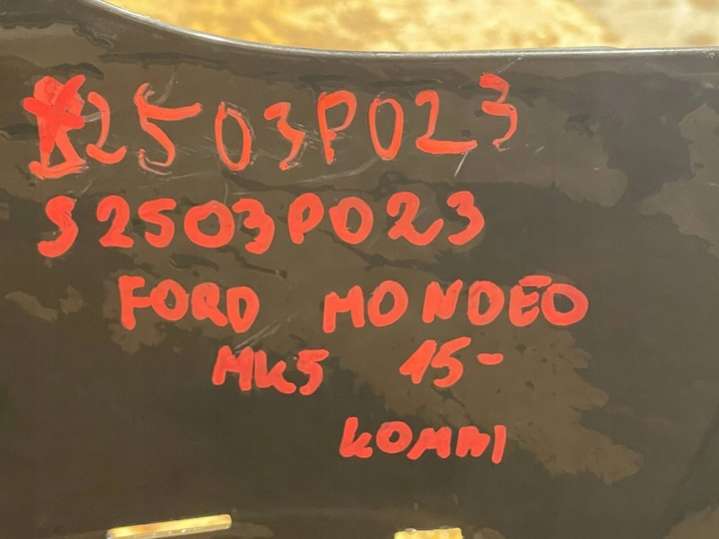 S2503P023
S2503P023
FORD MONDEO
MK5 15-
KOMBI